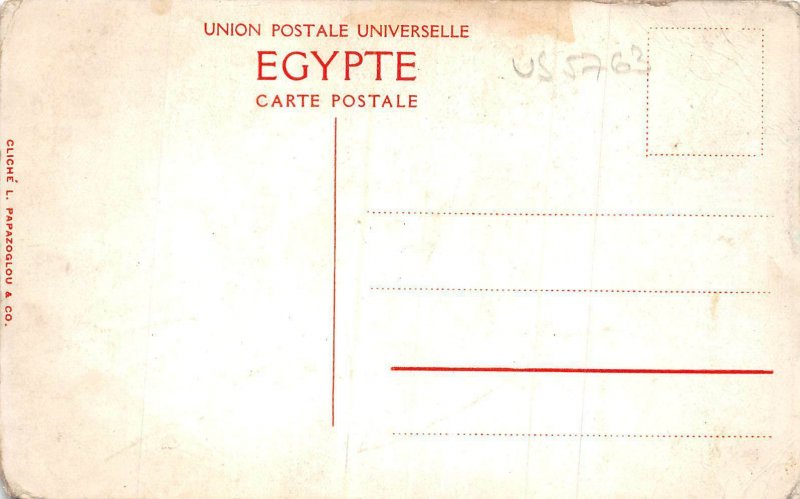 UNION POSTALE UNIVERSELLE
EGYPTE
CARTE POSTALE
US 5763
CLICHÉ L. PAPAZOGLOU & CO.